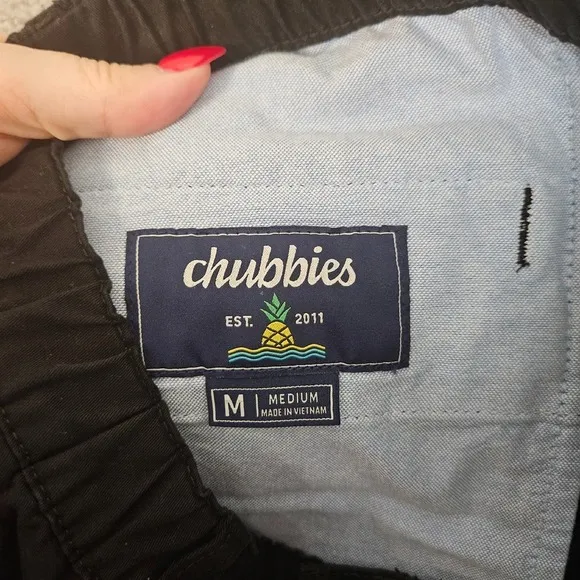 chubbies
EST. 2011
M | MEDIUM
MADE IN VIETNAM